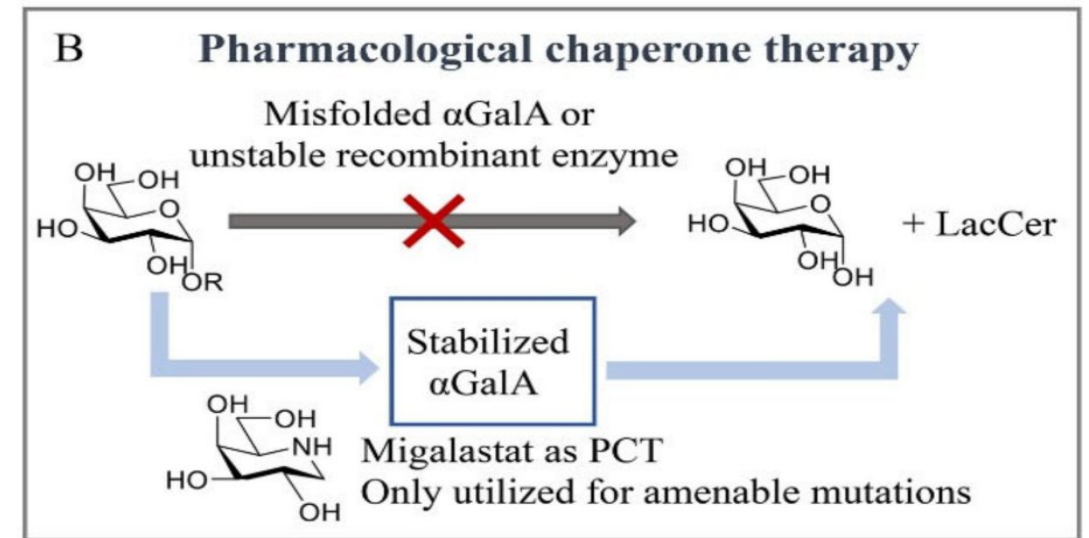 B
Pharmacological chaperone therapy
Misfolded αGalA or
unstable recombinant enzyme
OH
OH
O
HO
OH
OR
OH
OH
O
HO
OH
OH
+ LacCer
Stabilized
αGalA
OH
OH
NH
HO
OH
Migalastat as PCT
Only utilized for amenable mutations